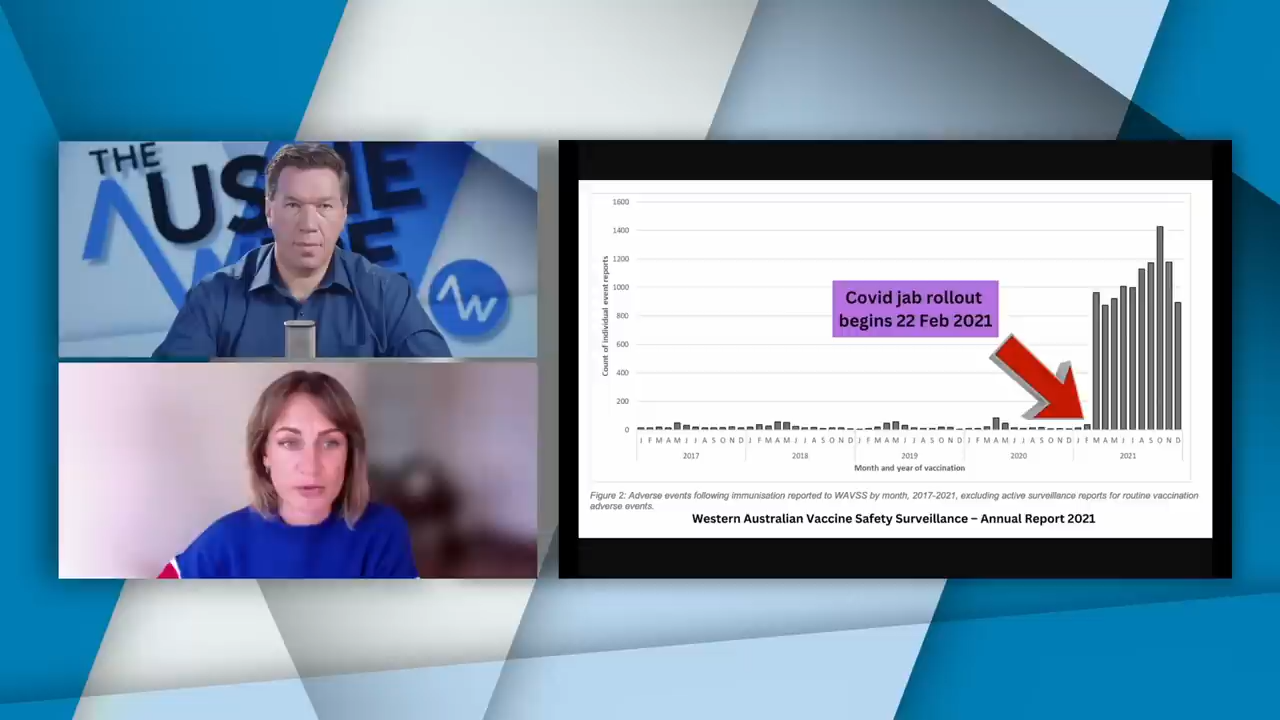 THE
AUSSIE
WIRE
AW
1600
1400
1200
1000
800
600
400
200
0
Count of individual event reports
Covid jab rollout
begins 22 Feb 2021
J F M A M J J A S O N D J F M A M J J A S O N D J F M A M J J A S O N D J F M A M J J A S O N D J F M A M J J A S O N D
2017 2018 2019 2020 2021
Month and year of vaccination
Figure 2: Adverse events following immunisation reported to WAVSS by month, 2017-2021, excluding active surveillance reports for routine vaccination
adverse events.
Western Australian Vaccine Safety Surveillance – Annual Report 2021